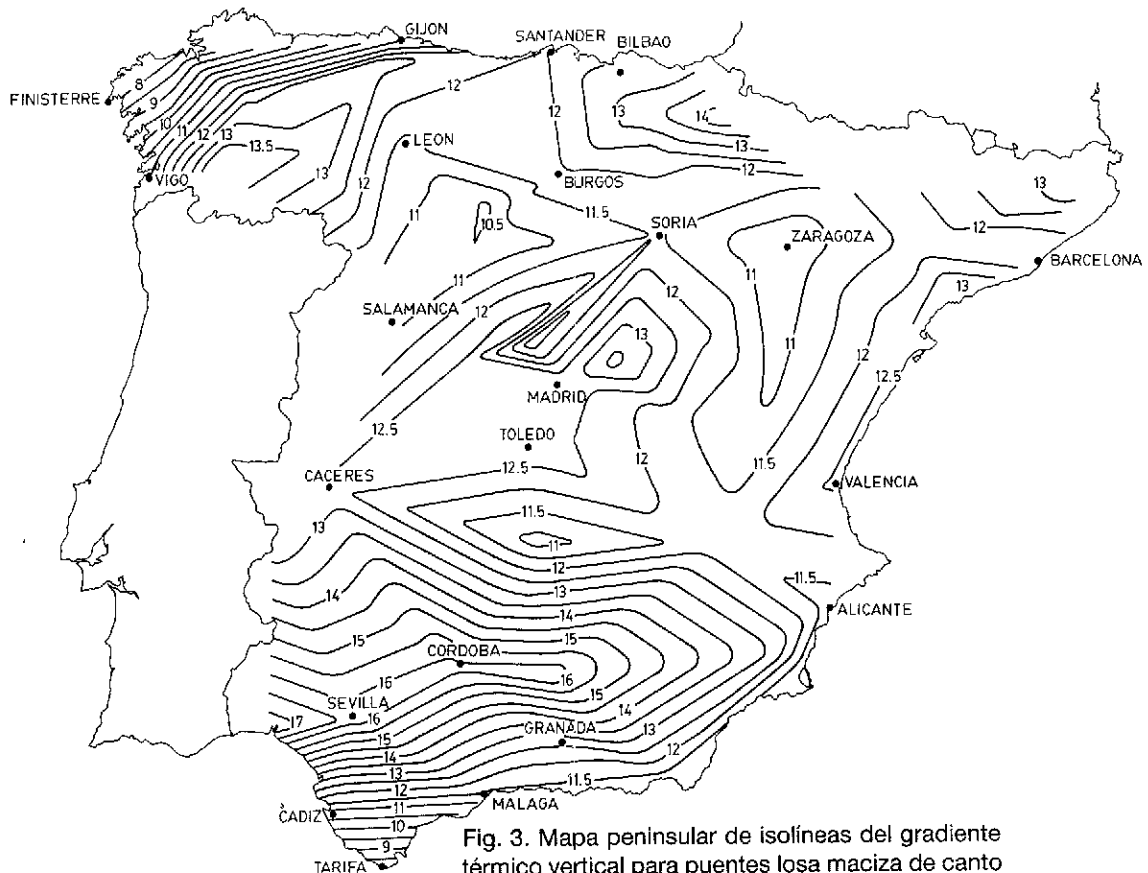 GIJON
SANTANDER
BILBAO
8
FINISTERRE
9
12
13
14
10
11
12
13
12
13.5
LEON
13
VIGO
13
12
BURGOS
12
11.5
13
11
10.5
SORIA
ZARAGOZA
12
BARCELONA
11
11
12
13
SALAMANCA
12
13
11
12
MADRID
12.5
12.5
TOLEDO
12
11.5
12.5
CACERES
VALENCIA
11.5
13
11
12
11.5
13
14
14
ALICANTE
15
15
CORDOBA
16
16
SEVILLA
15
17
16
14
15
GRANADA
13
14
12
13
12
11.5
11
MALAGA
CADIZ
10
9
TARIFA
Fig. 3. Mapa peninsular de isolíneas del gradiente
térmico vertical para puentes losa maciza de canto